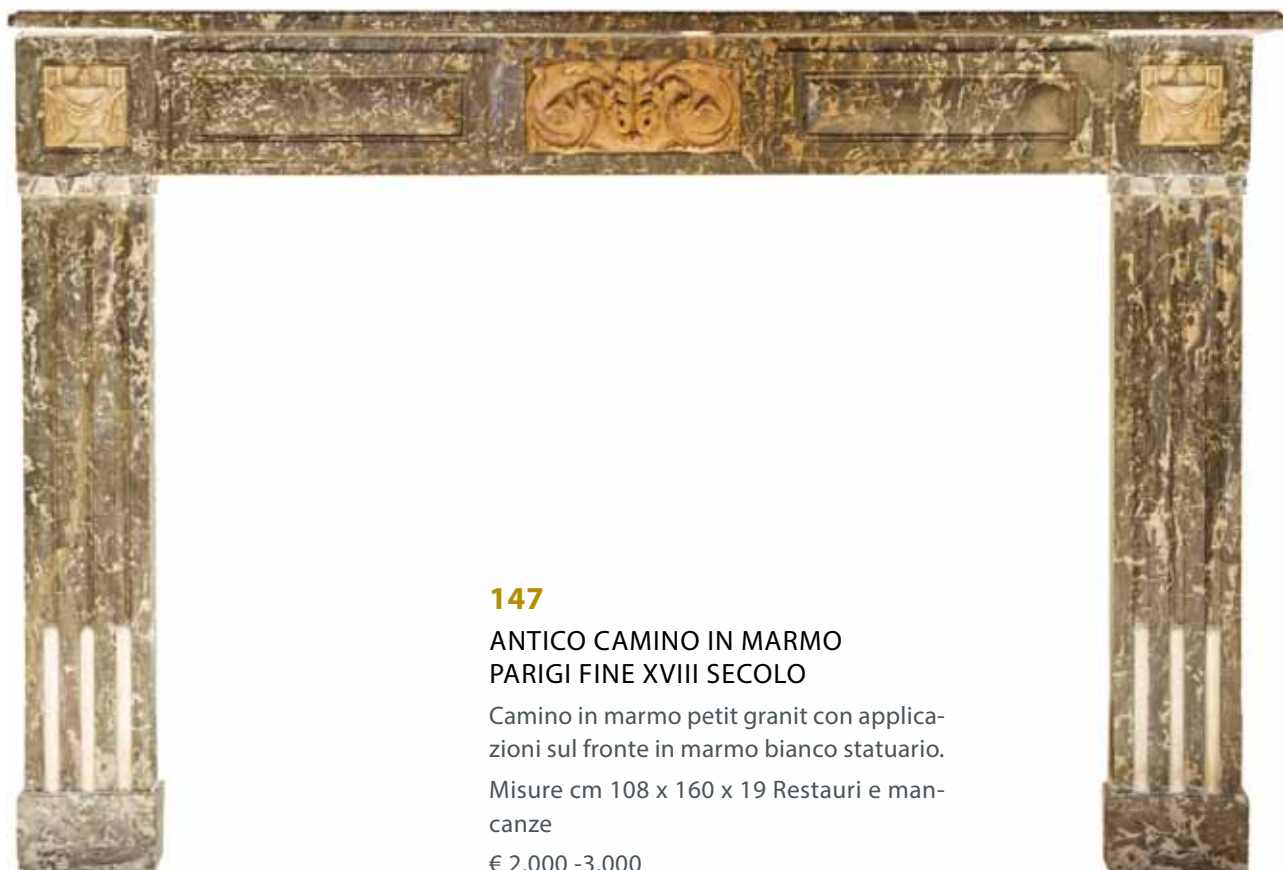 147
ANTICO CAMINO IN MARMO
PARIGI FINE XVIII SECOLO
Camino in marmo petit granit con applica-
zioni sul fronte in marmo bianco statuario.
Misure cm 108 x 160 x 19 Restauri e man-
canze
€ 2.000 -3.000